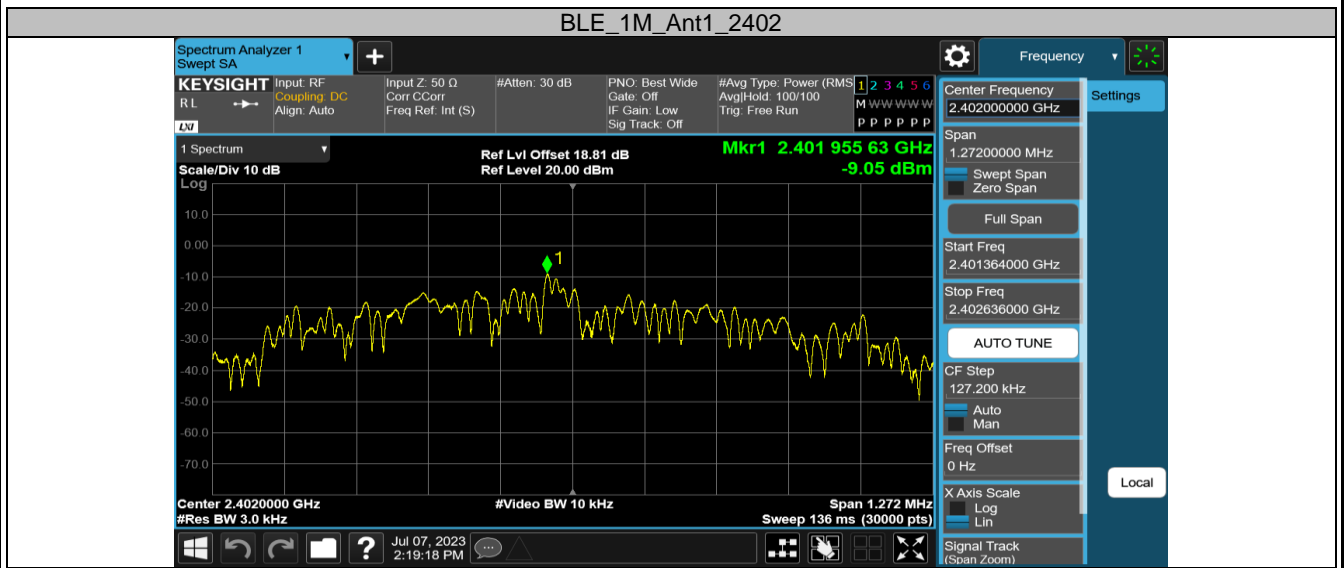 BLE_1M_Ant1_2402
Spectrum Analyzer 1
Swept SA
+
Frequency
KEYSIGHT
R L
LXI
Input: RF
Coupling: DC
Align: Auto
Input Z: 50 Ω
Corr CCorr
Freq Ref: Int (S)
#Atten: 30 dB
PNO: Best Wide
Gate: Off
IF Gain: Low
Sig Track: Off
#Avg Type: Power (RMS
Avg|Hold: 100/100
Trig: Free Run
1 2 3 4 5 6
M W W W W W
P P P P P P
1 Spectrum
Scale/Div 10 dB
Ref Lvl Offset 18.81 dB
Ref Level 20.00 dBm
Mkr1 2.401 955 63 GHz
-9.05 dBm
Log
10.0
0.00
-10.0
-20.0
-30.0
-40.0
-50.0
-60.0
-70.0
1
Center 2.4020000 GHz
#Res BW 3.0 kHz
#Video BW 10 kHz
Span 1.272 MHz
Sweep 136 ms (30000 pts)
Center Frequency
2.402000000 GHz
Settings
Span
1.27200000 MHz
Swept Span
Zero Span
Full Span
Start Freq
2.401364000 GHz
Stop Freq
2.402636000 GHz
AUTO TUNE
CF Step
127.200 kHz
Auto
Man
Freq Offset
0 Hz
X Axis Scale
Log
Lin
Local
Signal Track
(Span Zoom)
?
Jul 07, 2023
2:19:18 PM